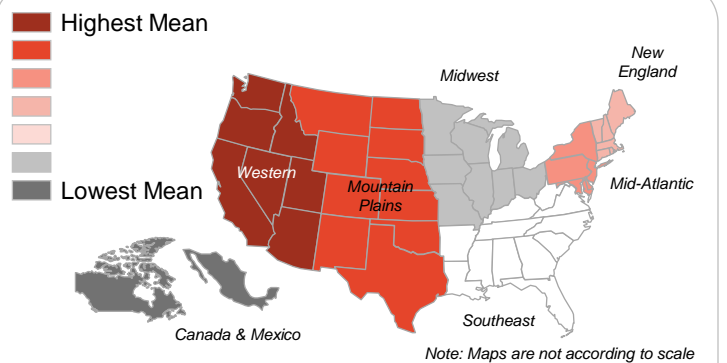 Highest Mean
New
England
Midwest
Western
Mountain
Plains
Mid-Atlantic
Lowest Mean
Southeast
Canada & Mexico
Note: Maps are not according to scale